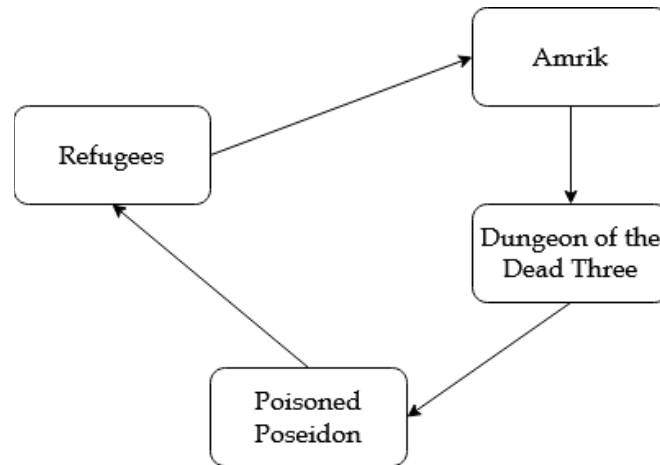 Amrik
Refugees
Dungeon of the
Dead Three
Poisoned
Poseidon